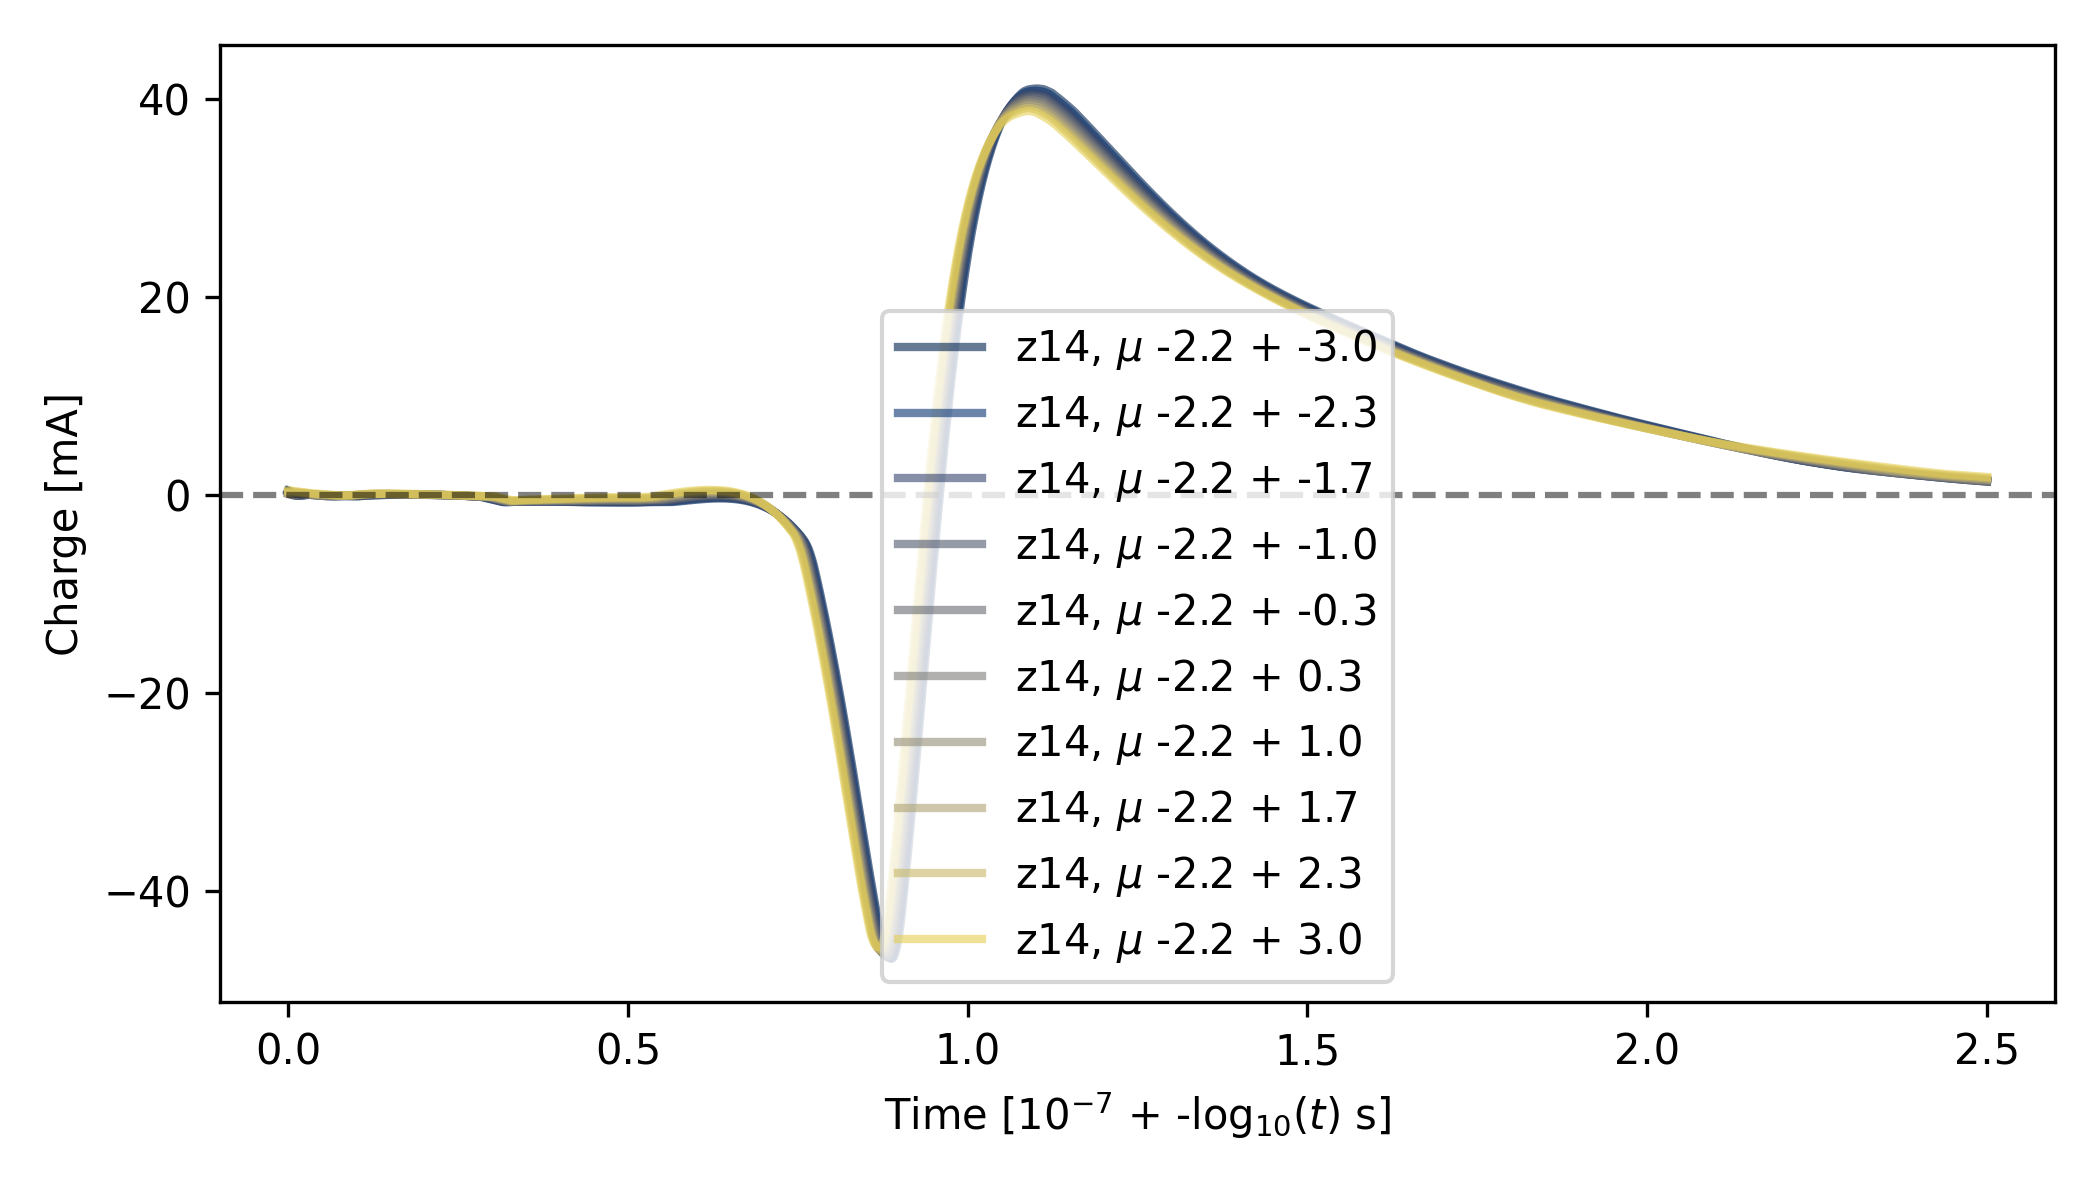 40
20
0
−20
−40
Charge [mA]
z14, μ -2.2 + -3.0
z14, μ -2.2 + -2.3
z14, μ -2.2 + -1.7
z14, μ -2.2 + -1.0
z14, μ -2.2 + -0.3
z14, μ -2.2 + 0.3
z14, μ -2.2 + 1.0
z14, μ -2.2 + 1.7
z14, μ -2.2 + 2.3
z14, μ -2.2 + 3.0
0.0 0.5 1.0 1.5 2.0 2.5
Time [10⁻⁷ + -log₁₀(t) s]